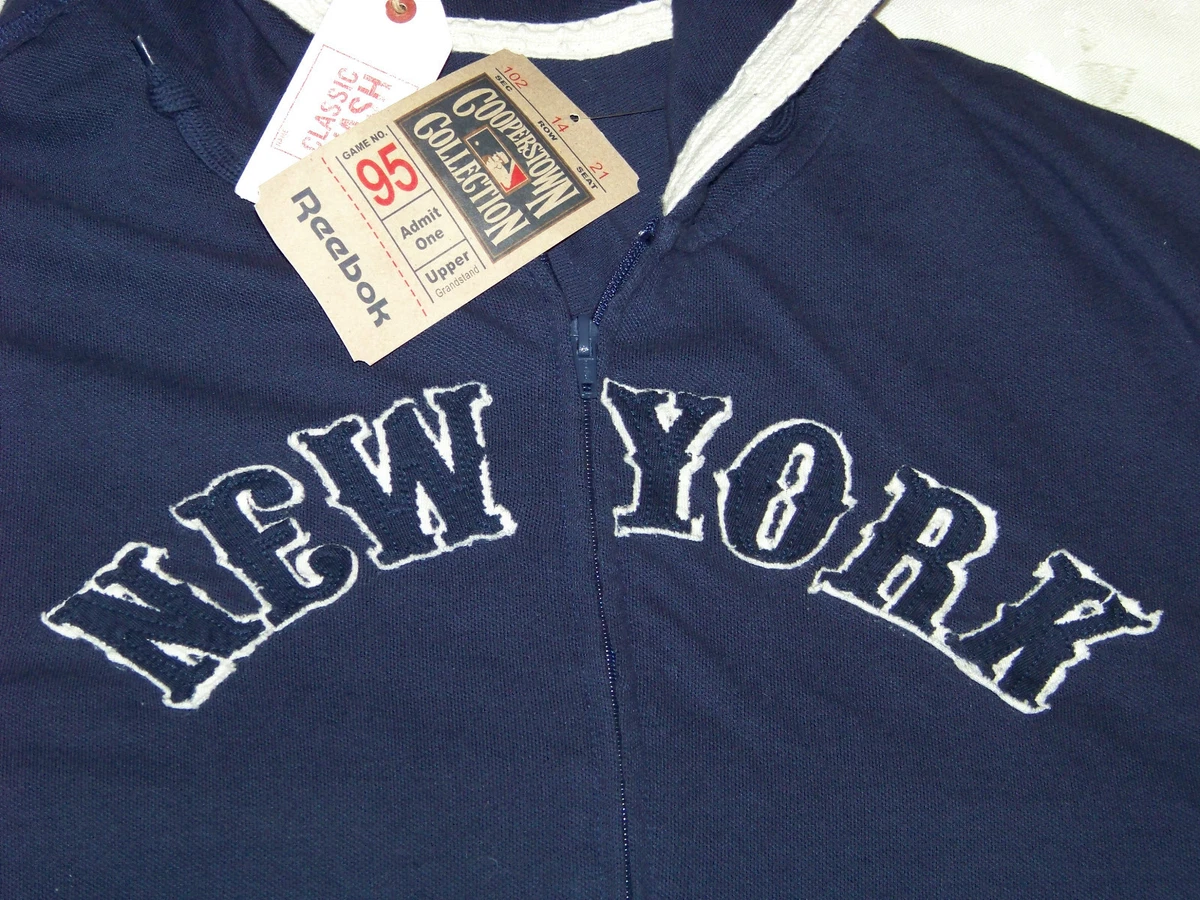 CLASSIC
COOPERSTOWN
COLLECTION
102
SEC
14
ROW
21
SEAT
GAME NO.
95
Admit
One
Upper
Grandstand
Reebok
NEW YORK